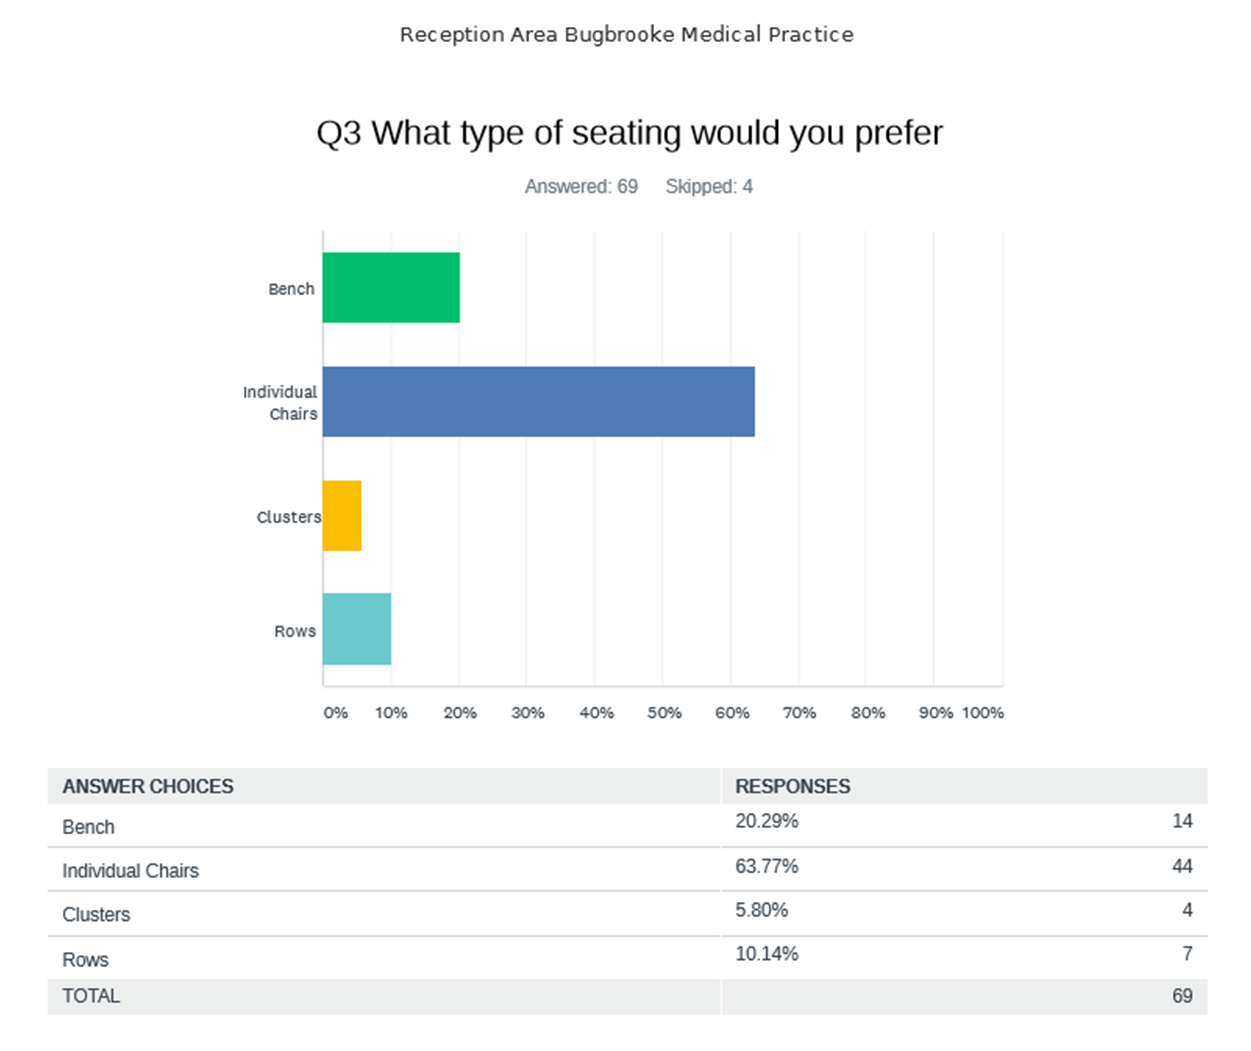 Reception Area Bugbrooke Medical Practice
Q3 What type of seating would you prefer
Answered: 69 Skipped: 4
Bench
Individual
Chairs
Clusters
Rows
0% 10% 20% 30% 40% 50% 60% 70% 80% 90% 100%
ANSWER CHOICES RESPONSES
Bench 20.29% 14
Individual Chairs 63.77% 44
Clusters 5.80% 4
Rows 10.14% 7
TOTAL 69